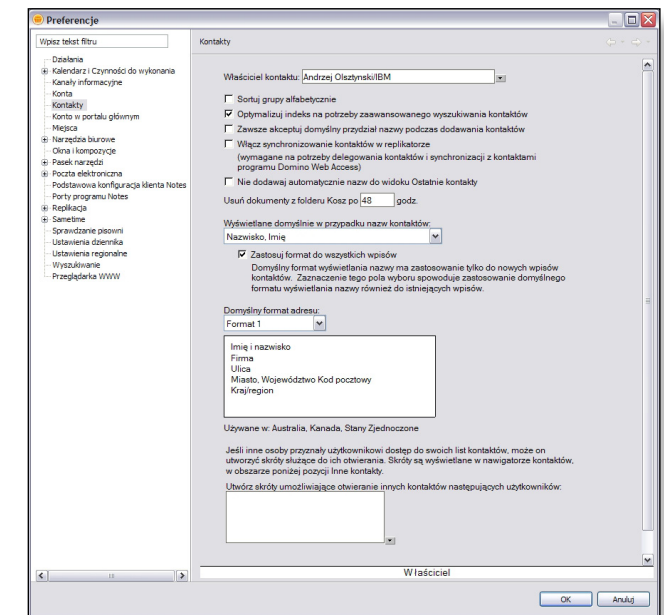 Preferencje
Wpisz tekst filtru
Działania
Kalendarz i Czynności do wykonania
Kanały informacyjne
Konta
Kontakty
Konto w portalu głównym
Miejsca
Narzędzia biurowe
Okna i kompozycje
Pasek narzędzi
Poczta elektroniczna
Podstawowa konfiguracja klienta Notes
Porty programu Notes
Replikacja
Sametime
Sprawdzanie pisowni
Ustawienia dziennika
Ustawienia regionalne
Wyszukiwanie
Przeglądarka WWW
Kontakty
Właściciel kontaktu: Andrzej Olsztynski/IBM
Sortuj grupy alfabetycznie
Optymalizuj indeks na potrzeby zaawansowanego wyszukiwania kontaktów
Zawsze akceptuj domyślny przydział nazwy podczas dodawania kontaktów
Włącz synchronizowanie kontaktów w replikatorze
(wymagane na potrzeby delegowania kontaktów i synchronizacji z kontaktami
programu Domino Web Access)
Nie dodawaj automatycznie nazw do widoku Ostatnie kontakty
Usuń dokumenty z folderu Kosz po 48 godz.
Wyświetlane domyślnie w przypadku nazw kontaktów:
Nazwisko, Imię
Zastosuj format do wszystkich wpisów
Domyślny format wyświetlania nazwy ma zastosowanie tylko do nowych wpisów
kontaktów. Zaznaczenie tego pola wyboru spowoduje zastosowanie domyślnego
formatu wyświetlania nazwy również do istniejących wpisów.
Domyślny format adresu:
Format 1
Imię i nazwisko
Firma
Ulica
Miasto, Województwo Kod pocztowy
Kraj/region
Używane w: Australia, Kanada, Stany Zjednoczone
Jeśli inne osoby przyznały użytkownikowi dostęp do swoich list kontaktów, może on
utworzyć skróty służące do ich otwierania. Skróty są wyświetlane w nawigatorze kontaktów,
w obszarze poniżej pozycji Inne kontakty.
Utwórz skróty umożliwiające otwieranie innych kontaktów następujących użytkowników:
Właściciel
OK
Anuluj